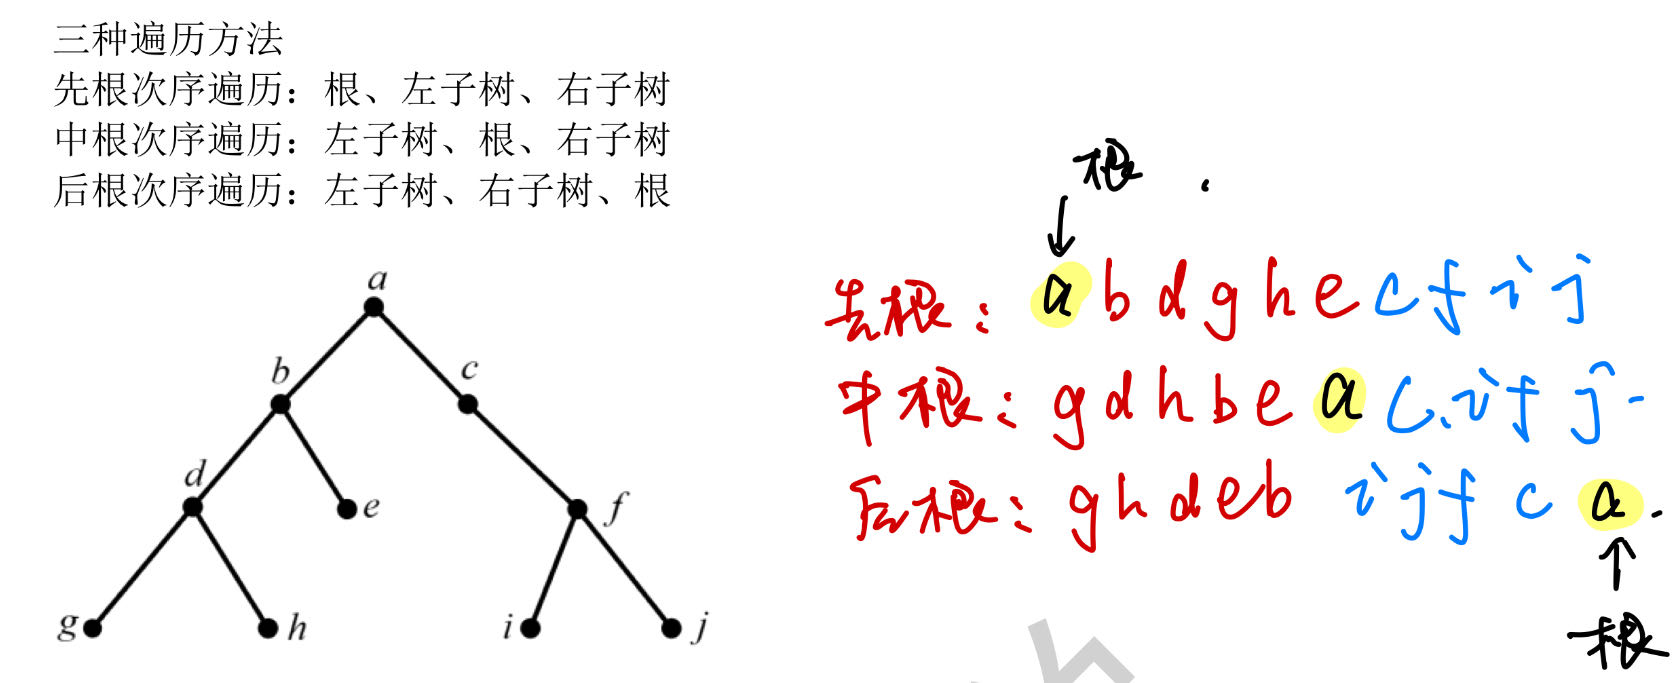 三种遍历方法
先根次序遍历：根、左子树、右子树
中根次序遍历：左子树、根、右子树
后根次序遍历：左子树、右子树、根
a
b
c
d
e
f
g
h
i
j
根
先根：a b d g h e c f i j
中根：g d h b e a c i f j
后根：g h d e b i j f c a.
根